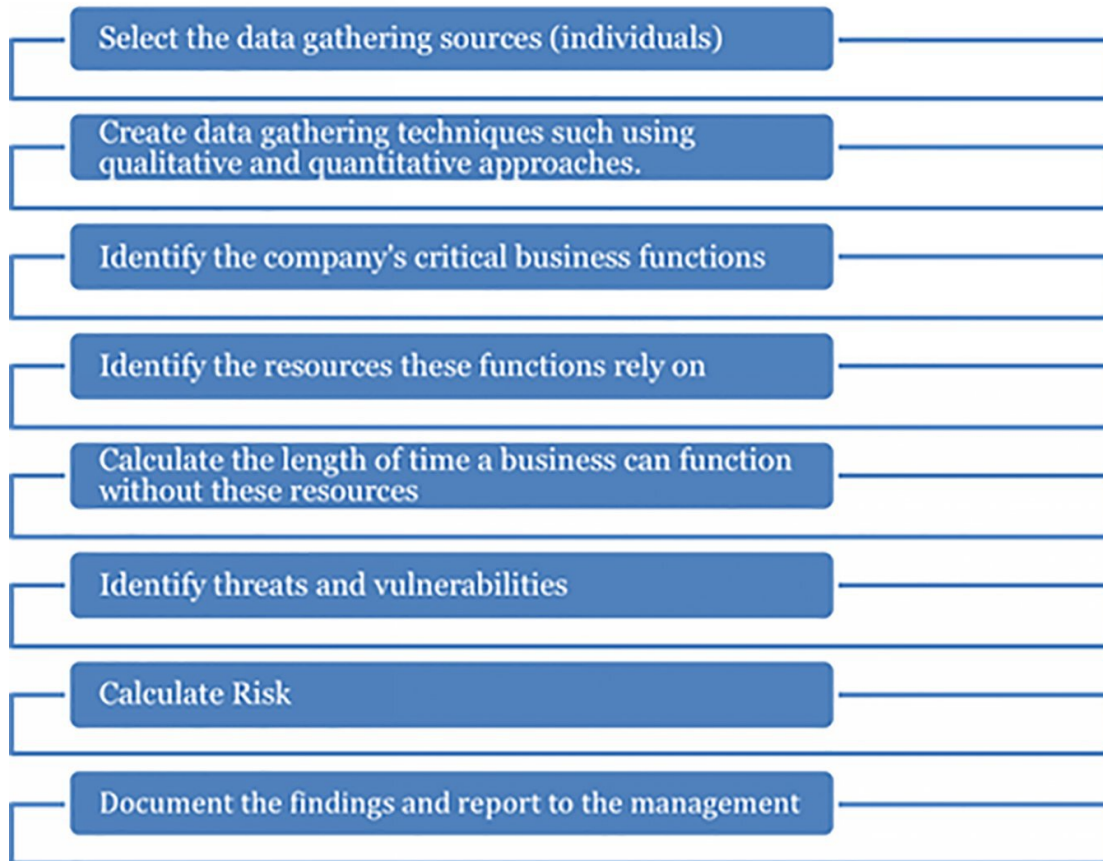 Select the data gathering sources (individuals)
Create data gathering techniques such using
qualitative and quantitative approaches.
Identify the company's critical business functions
Identify the resources these functions rely on
Calculate the length of time a business can function
without these resources
Identify threats and vulnerabilities
Calculate Risk
Document the findings and report to the management